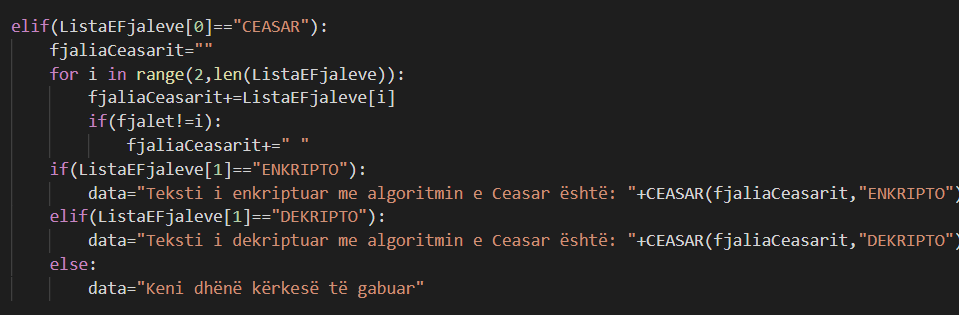 elif(ListaEFjaleve[0]=="CEASAR"):
    fjaliaCeasarit=""
    for i in range(2,len(ListaEFjaleve)):
        fjaliaCeasarit+=ListaEFjaleve[i]
        if(fjalet!=i):
            fjaliaCeasarit+=" "
    if(ListaEFjaleve[1]=="ENKRIPTO"):
        data="Teksti i enkriptuar me algoritmin e Ceasar është: "+CEASAR(fjaliaCeasarit,"ENKRIPTO")
    elif(ListaEFjaleve[1]=="DEKRIPTO"):
        data="Teksti i dekriptuar me algoritmin e Ceasar është: "+CEASAR(fjaliaCeasarit,"DEKRIPTO")
    else:
        data="Keni dhënë kërkesë të gabuar"